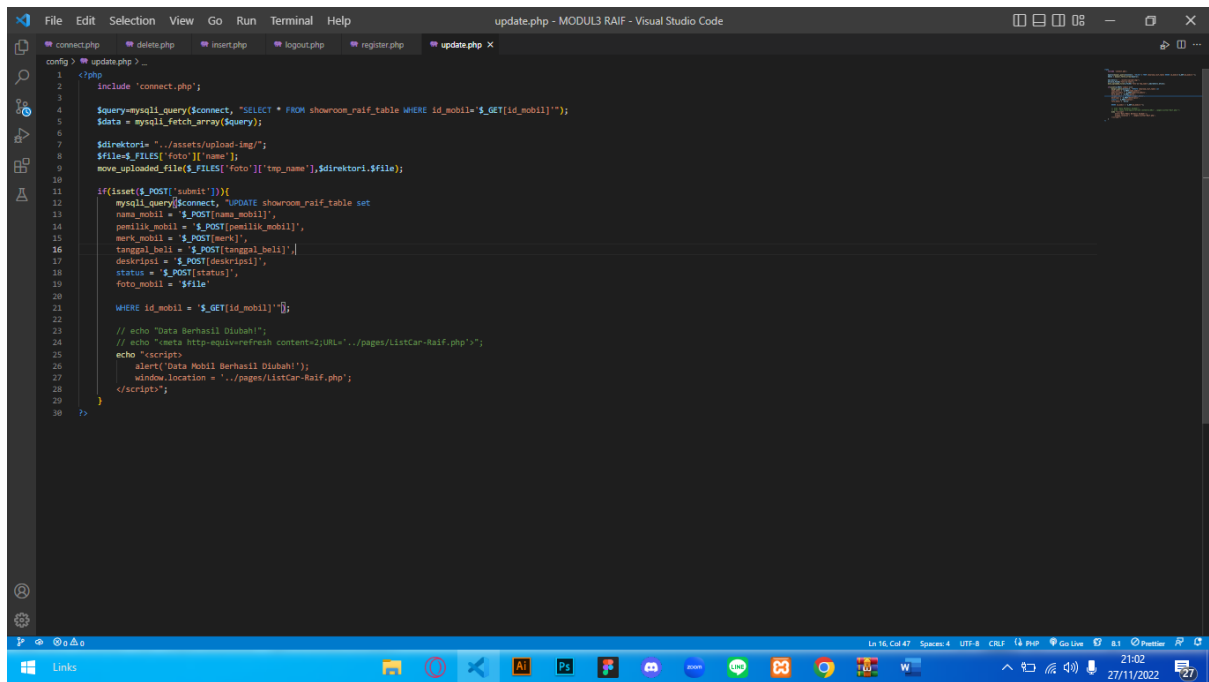 File Edit Selection View Go Run Terminal Help update.php - MODUL3 RAIF - Visual Studio Code
connect.php delete.php insert.php logout.php register.php update.php
config > update.php > ...
1 <?php
2 include 'connect.php';
3
4 $query=mysqli_query($connect, "SELECT * FROM showroom_raif_table WHERE id_mobil='$_GET[id_mobil]'");
5 $data = mysqli_fetch_array($query);
6
7 $direktori= "../assets/upload-img/";
8 $file=$_FILES['foto']['name'];
9 move_uploaded_file($_FILES['foto']['tmp_name'],$direktori.$file);
10
11 if(isset($_POST['submit'])){
12 mysqli_query($connect, "UPDATE showroom_raif_table set
13 nama_mobil = '$_POST[nama_mobil]',
14 pemilik_mobil = '$_POST[pemilik_mobil]',
15 merk_mobil = '$_POST[merk]',
16 tanggal_beli = '$_POST[tanggal_beli]',
17 deskripsi = '$_POST[deskripsi]',
18 status = '$_POST[status]',
19 foto_mobil = '$file'
20
21 WHERE id_mobil = '$_GET[id_mobil]'");
22
23 // echo "Data Berhasil Diubah!";
24 // echo "<meta http-equiv=refresh content=2;URL='../pages/ListCar-Raif.php'>";
25 echo "<script>
26 alert('Data Mobil Berhasil Diubah!');
27 window.location = '../pages/ListCar-Raif.php';
28 </script>";
29 }
30 ?>
0 0 Ln 16, Col 47 Spaces: 4 UTF-8 CRLF PHP Go Live 8.1 Prettier
Links Ai Ps zoom LINE W 21:02
27/11/2022 27